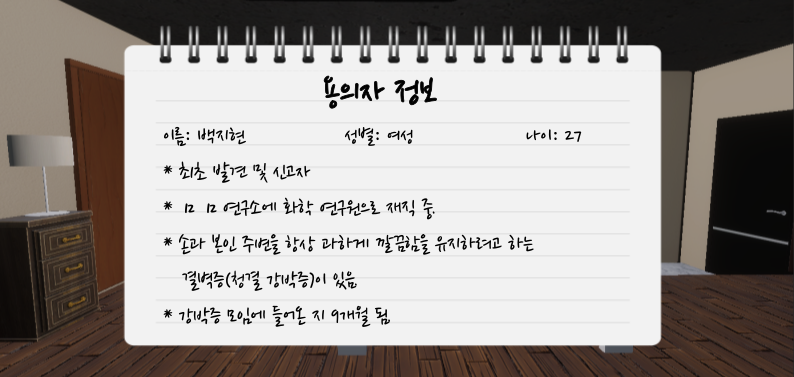 용의자 정보
이름: 백지현 성별: 여성 나이: 27
* 최초 발견 및 신고자
* ㅁㅁ 연구소에 화학 연구원으로 재직 중.
* 손과 본인 주변을 항상 과하게 깔끔함을 유지하려고 하는
결벽증(청결 강박증)이 있음
* 강박증 모임에 들어온 지 9개월 됨